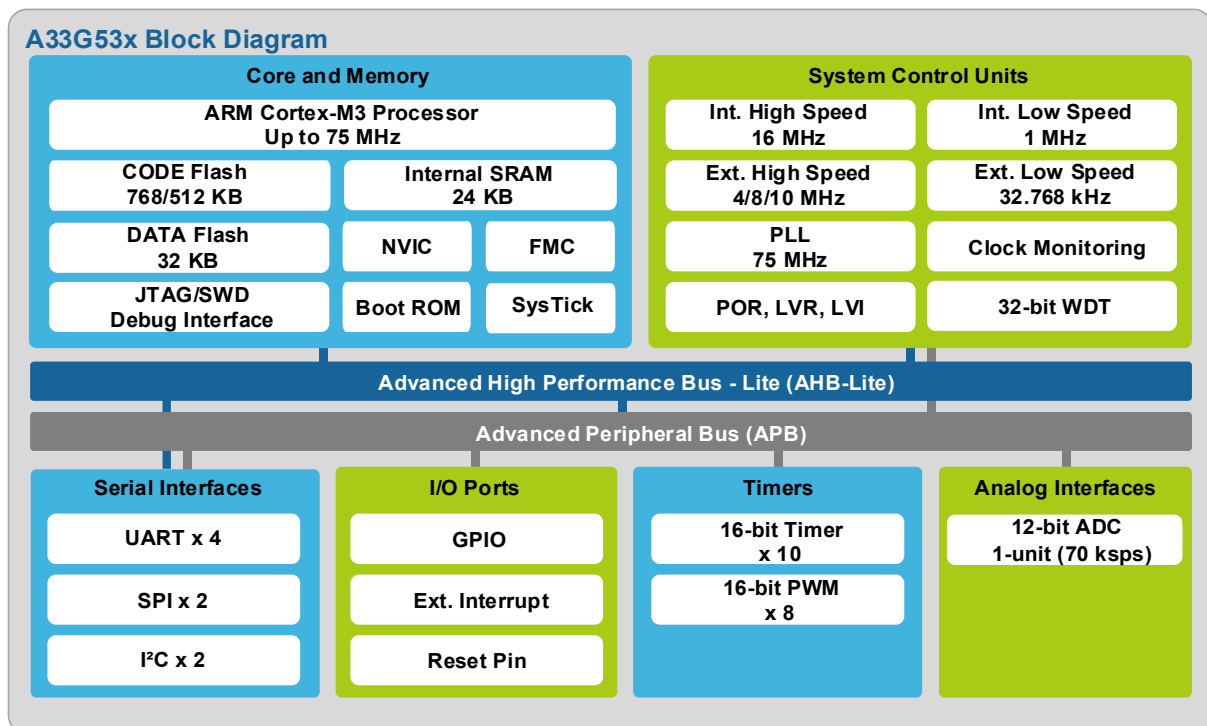 A33G53x Block Diagram
Core and Memory
ARM Cortex-M3 Processor
Up to 75 MHz
CODE Flash
768/512 KB
Internal SRAM
24 KB
DATA Flash
32 KB
NVIC
FMC
JTAG/SWD
Debug Interface
Boot ROM
SysTick
System Control Units
Int. High Speed
16 MHz
Int. Low Speed
1 MHz
Ext. High Speed
4/8/10 MHz
Ext. Low Speed
32.768 kHz
PLL
75 MHz
Clock Monitoring
POR, LVR, LVI
32-bit WDT
Advanced High Performance Bus - Lite (AHB-Lite)
Advanced Peripheral Bus (APB)
Serial Interfaces
UART x 4
SPI x 2
I²C x 2
I/O Ports
GPIO
Ext. Interrupt
Reset Pin
Timers
16-bit Timer
x 10
16-bit PWM
x 8
Analog Interfaces
12-bit ADC
1-unit (70 ksps)